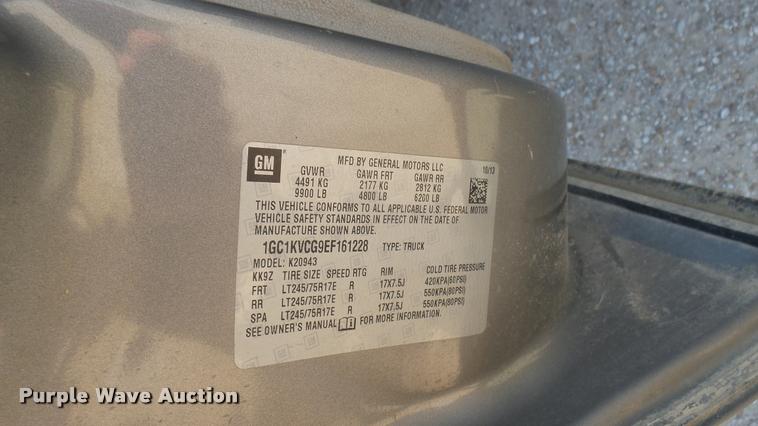 GM
MFD BY GENERAL MOTORS LLC 10/13
GVWR GAWR FRT GAWR RR
4491 KG 2177 KG 2812 KG
9900 LB 4800 LB 6200 LB
THIS VEHICLE CONFORMS TO ALL APPLICABLE U.S. FEDERAL MOTOR
VEHICLE SAFETY STANDARDS IN EFFECT ON THE DATE OF
MANUFACTURE SHOWN ABOVE.
1GC1KVCG9EF161228 TYPE: TRUCK
MODEL: K20943
KK9Z TIRE SIZE SPEED RTG RIM COLD TIRE PRESSURE
FRT LT245/75R17E R 17X7.5J 420KPA(60PSI)
RR LT245/75R17E R 17X7.5J 550KPA(80PSI)
SPA LT245/75R17E R 17X7.5J 550KPA(80PSI)
SEE OWNER'S MANUAL FOR MORE INFORMATION.
Purple Wave Auction